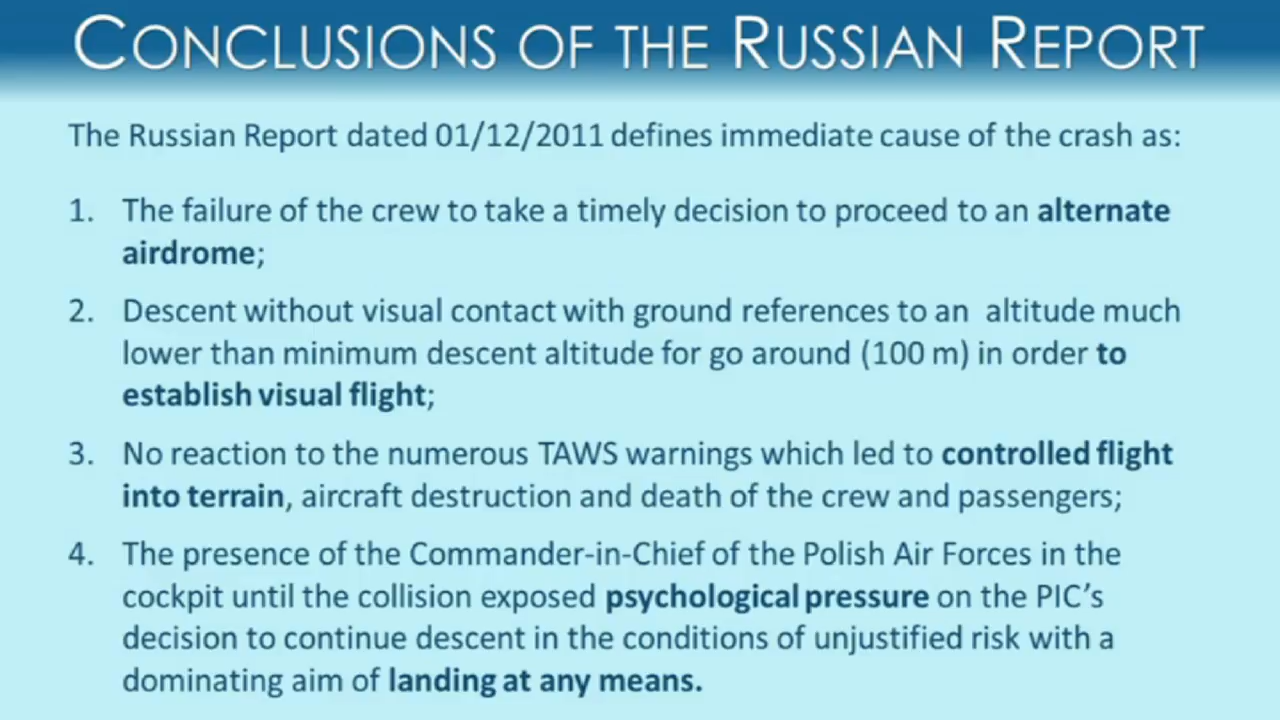 CONCLUSIONS OF THE RUSSIAN REPORT
The Russian Report dated 01/12/2011 defines immediate cause of the crash as:
1. The failure of the crew to take a timely decision to proceed to an alternate
airdrome;
2. Descent without visual contact with ground references to an altitude much
lower than minimum descent altitude for go around (100 m) in order to
establish visual flight;
3. No reaction to the numerous TAWS warnings which led to controlled flight
into terrain, aircraft destruction and death of the crew and passengers;
4. The presence of the Commander-in-Chief of the Polish Air Forces in the
cockpit until the collision exposed psychological pressure on the PIC’s
decision to continue descent in the conditions of unjustified risk with a
dominating aim of landing at any means.